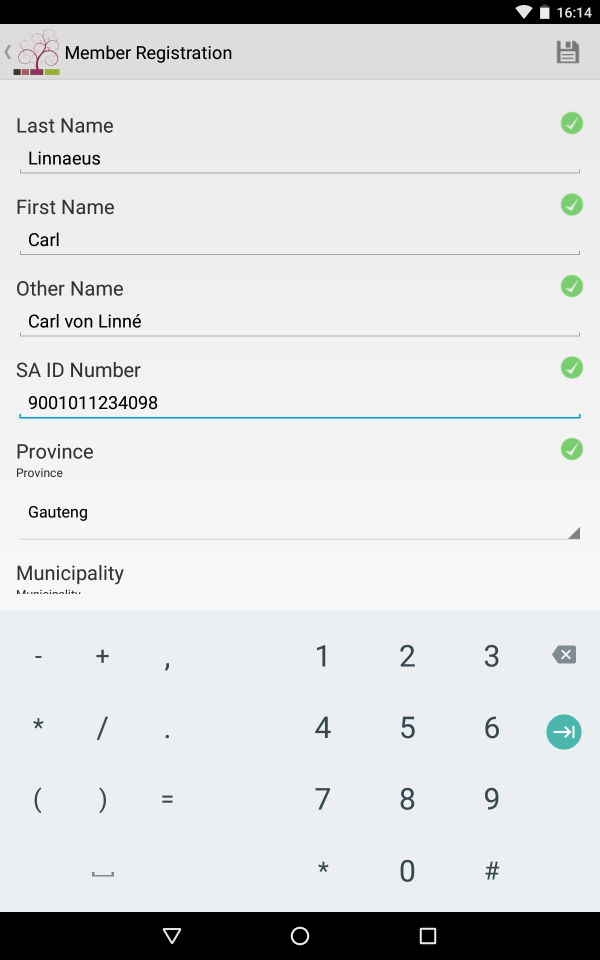 16:14
Member Registration
Last Name
Linnaeus
First Name
Carl
Other Name
Carl von Linné
SA ID Number
9001011234098
Province
Province
Gauteng
Municipality
Municipality
- + , 1 2 3
* / . 4 5 6
( ) = 7 8 9
* 0 #